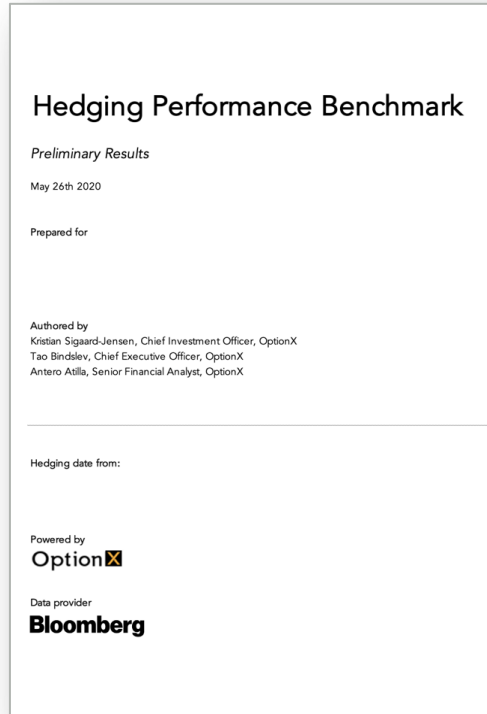 Hedging Performance Benchmark
Preliminary Results
May 26th 2020
Prepared for
Authored by
Kristian Sigaard-Jensen, Chief Investment Officer, OptionX
Tao Bindslev, Chief Executive Officer, OptionX
Antero Atilla, Senior Financial Analyst, OptionX
Hedging date from:
Powered by
OptionX
Data provider
Bloomberg